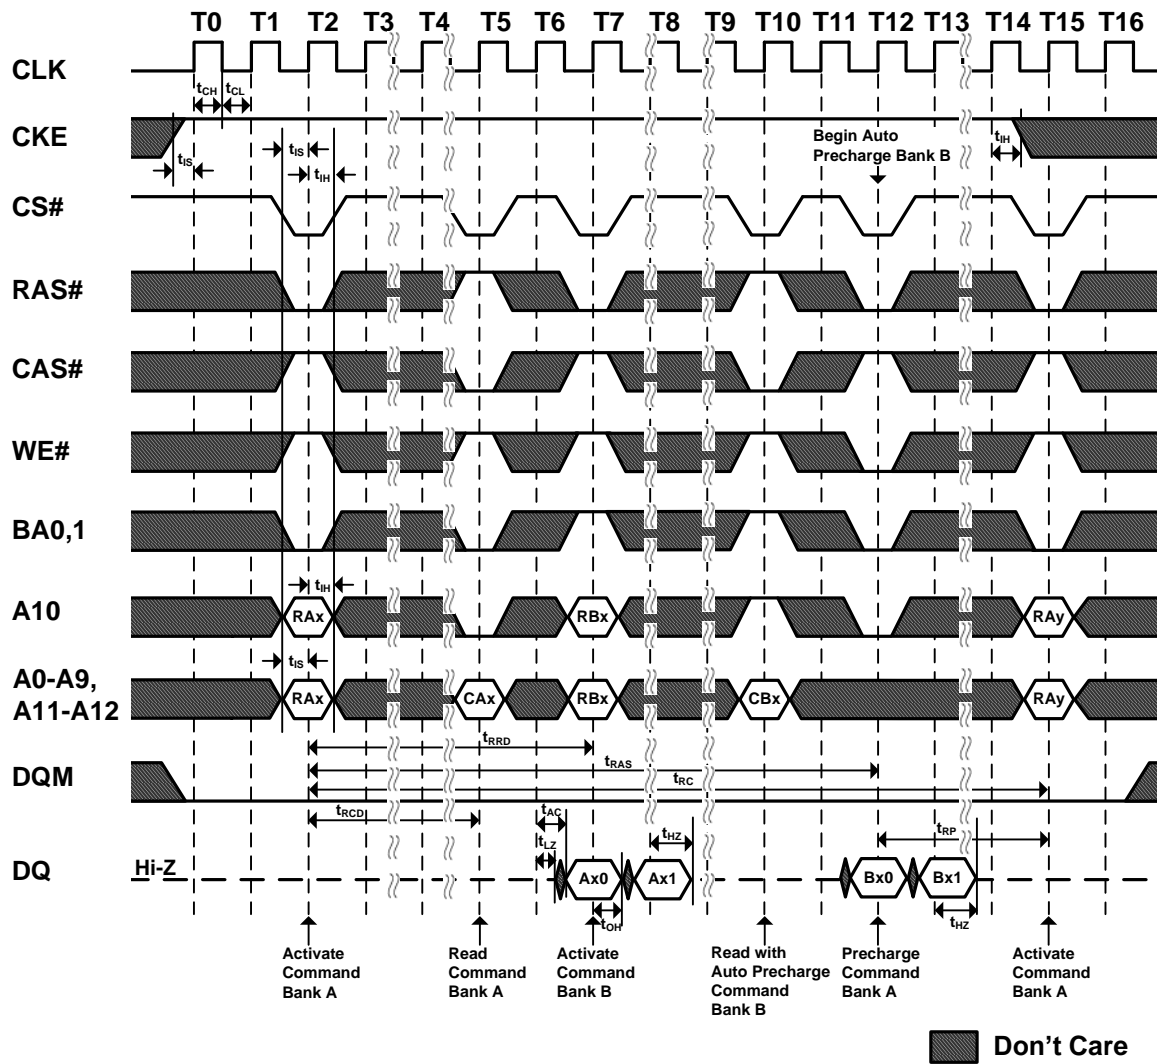 T0 T1 T2 T3 T4 T5 T6 T7 T8 T9 T10 T11 T12 T13 T14 T15 T16
CLK
tCH tCL
CKE
tIS
tIS
tIH
Begin Auto
Precharge Bank B
tIH
CS#
RAS#
CAS#
WE#
BA0,1
tIH
A10
RAx RBx RAy
tIS
A0-A9,
A11-A12
RAx CAx RBx CBx RAy
tRRD
tRAS
DQM
tRC
tRCD
tAC
tLZ
tHZ
tRP
DQ
Hi-Z
Ax0 Ax1 Bx0 Bx1
tOH
tHZ
Activate
Command
Bank A
Read
Command
Bank A
Activate
Command
Bank B
Read with
Auto Precharge
Command
Bank B
Precharge
Command
Bank A
Activate
Command
Bank A
Don't Care